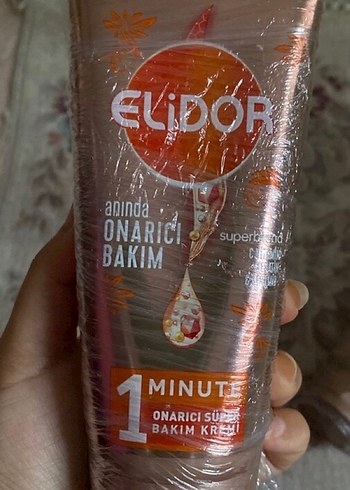 ELiDOR
anında
ONARICI
BAKIM
superblend
1 MINUTE
ONARICI SÜPER
BAKIM KREMİ